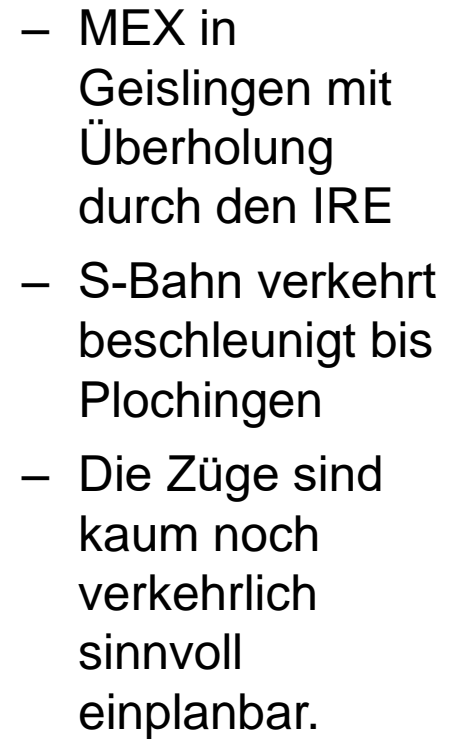 – MEX in
Geislingen mit
Überholung
durch den IRE
– S-Bahn verkehrt
beschleunigt bis
Plochingen
– Die Züge sind
kaum noch
verkehrlich
sinnvoll
einplanbar.